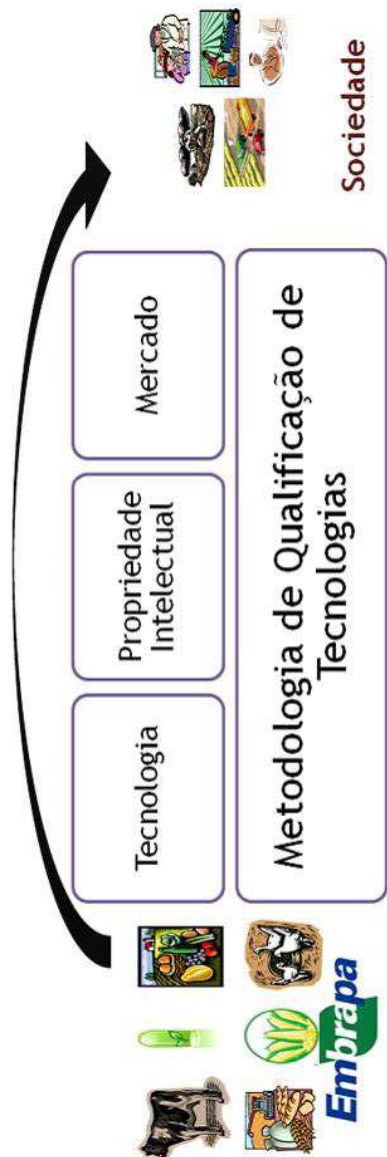 Tecnologia
Propriedade
Intelectual
Mercado
Metodologia de Qualificação de
Tecnologias
Embrapa
Sociedade